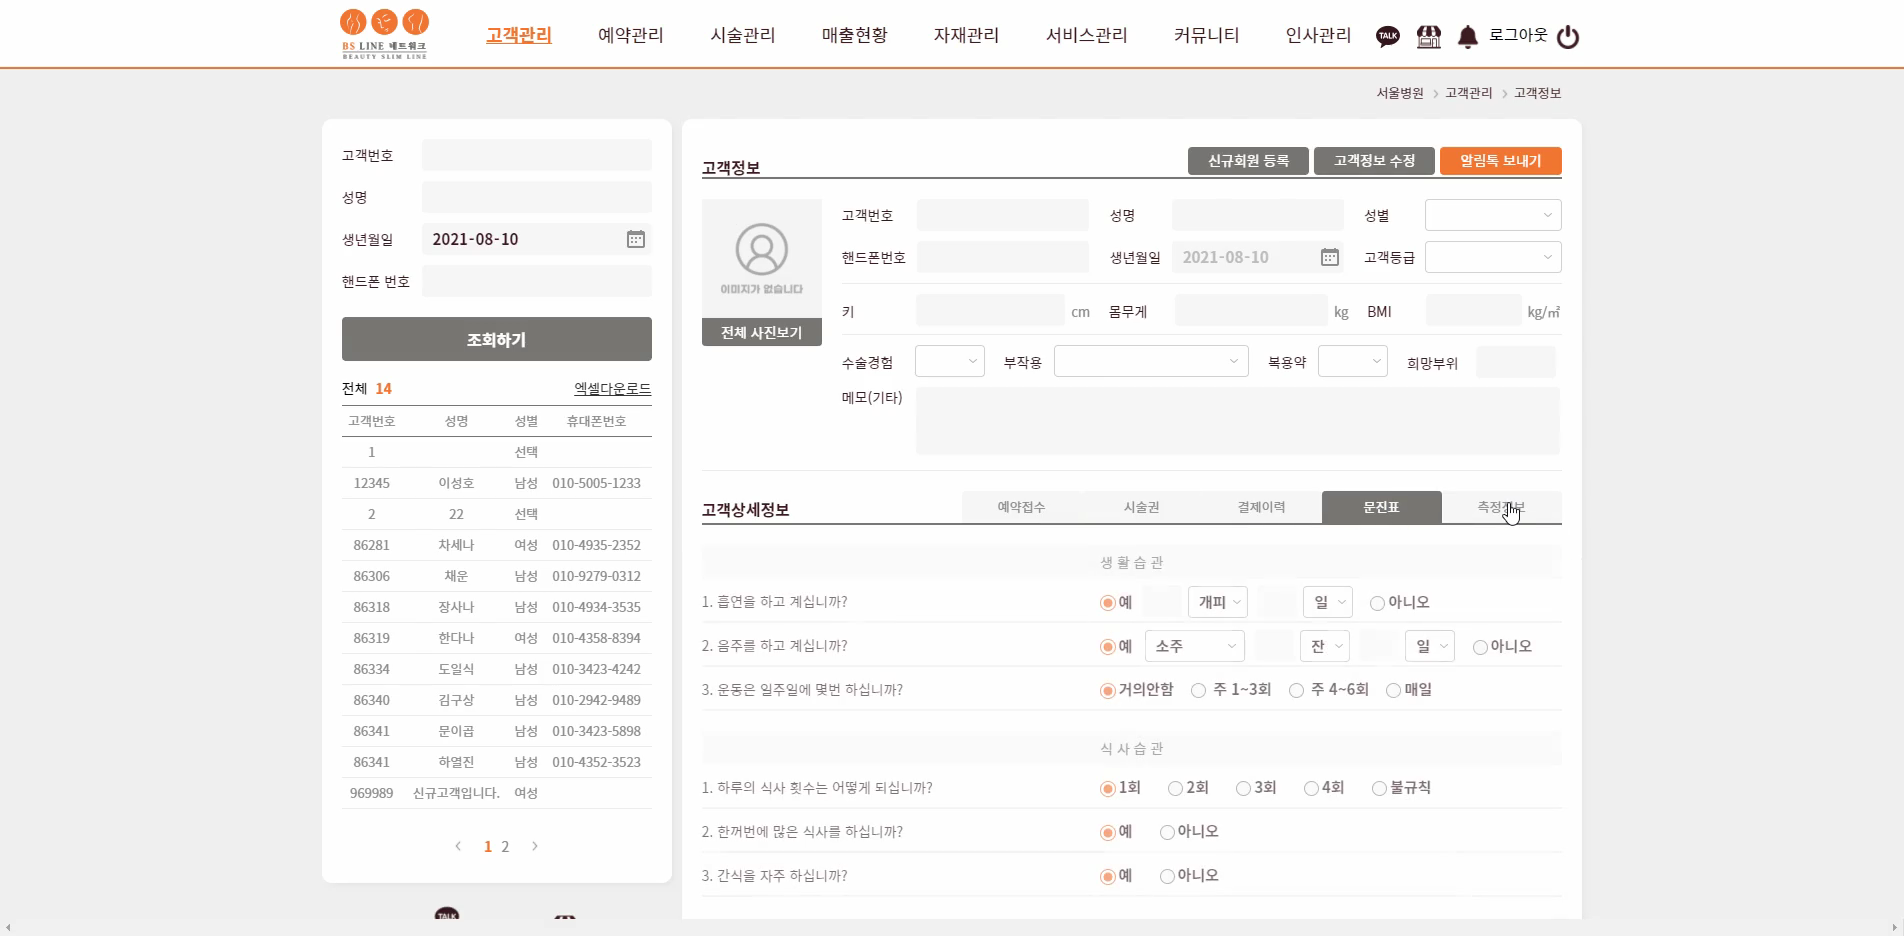 BS LINE 네트워크
BEAUTY SLIM LINE
고객관리 예약관리 시술관리 매출현황 자재관리 서비스관리 커뮤니티 인사관리 TALK 로그아웃
서울병원 > 고객관리 > 고객정보
고객번호
성명
생년월일 2021-08-10
핸드폰 번호
조회하기
전체 14 엑셀다운로드
고객번호 성명 성별 휴대폰번호
1 선택
12345 이성호 남성 010-5005-1233
2 22 선택
86281 차세나 여성 010-4935-2352
86306 채운 남성 010-9279-0312
86318 장사나 남성 010-4934-3535
86319 한다나 여성 010-4358-8394
86334 도일식 남성 010-3423-4242
86340 김구상 남성 010-2942-9489
86341 문이곱 남성 010-3423-5898
86341 하열진 남성 010-4352-3523
969989 신규고객입니다. 여성
1 2
TALK
고객정보 신규회원 등록 고객정보 수정 알림톡 보내기
이미지가 없습니다
전체 사진보기
고객번호 성명 성별
핸드폰번호 생년월일 2021-08-10 고객등급
키 cm 몸무게 kg BMI kg/㎡
수술경험 부작용 복용약 희망부위
메모(기타)
고객상세정보 예약접수 시술권 결제이력 문진표 측정정보
생활습관
1. 흡연을 하고 계십니까? 예 개피 일 아니오
2. 음주를 하고 계십니까? 예 소주 잔 일 아니오
3. 운동은 일주일에 몇번 하십니까? 거의안함 주 1~3회 주 4~6회 매일
식사습관
1. 하루의 식사 횟수는 어떻게 되십니까? 1회 2회 3회 4회 불규칙
2. 한꺼번에 많은 식사를 하십니까? 예 아니오
3. 간식을 자주 하십니까? 예 아니오